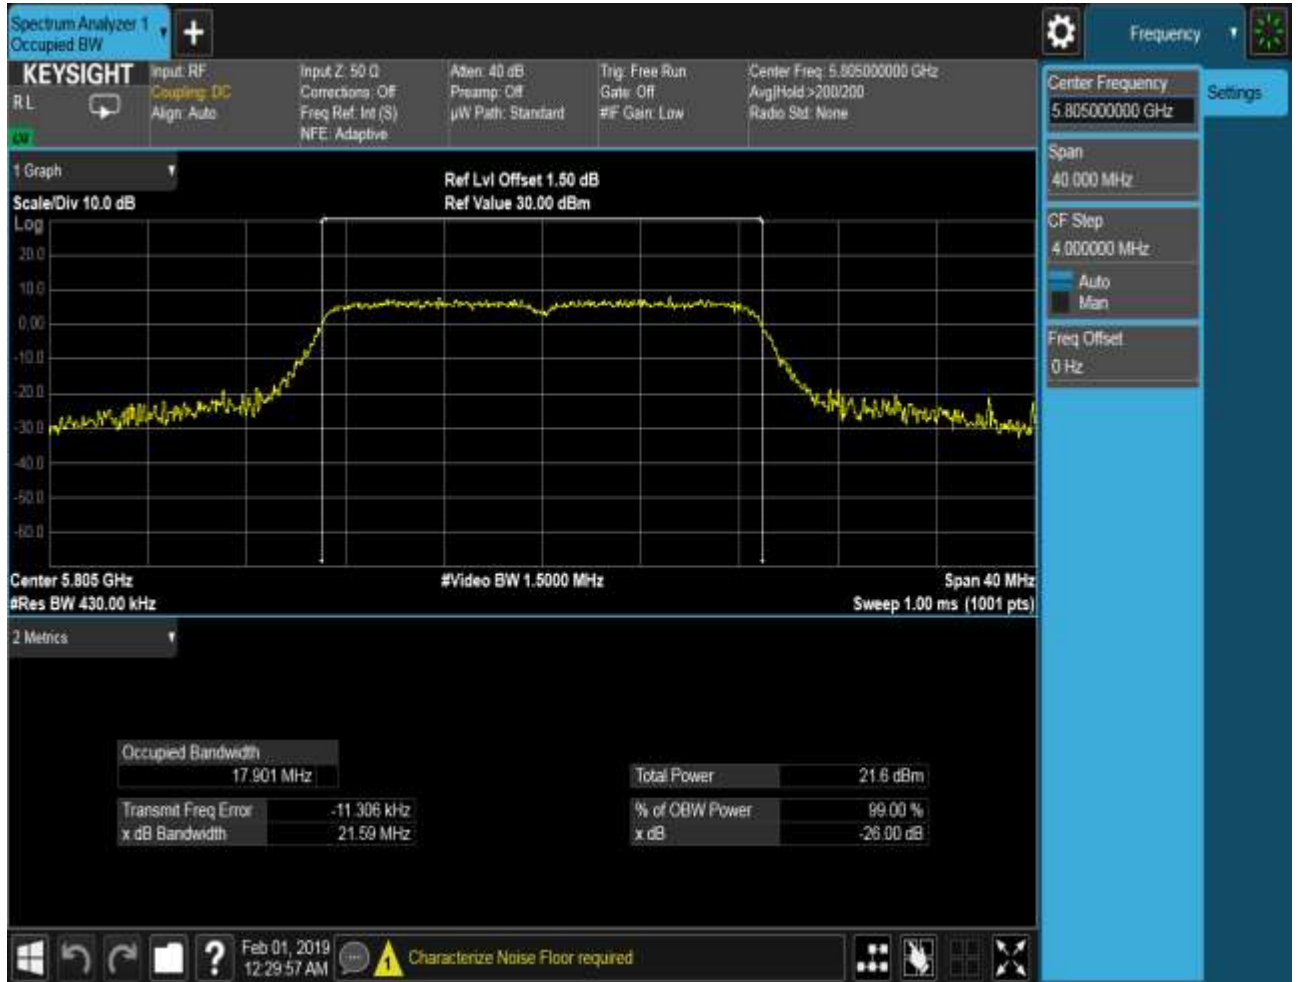 Spectrum Analyzer 1
Occupied BW
Frequency
KEYSIGHT
RL
Input: RF
Coupling: DC
Align: Auto
Input Z: 50 Ω
Corrections: Off
Freq Ref: Int (S)
NFE: Adaptive
Atten: 40 dB
Preamp: Off
µW Path: Standard
Trig: Free Run
Gate: Off
#IF Gain: Low
Center Freq: 5.805000000 GHz
Avg|Hold:>200/200
Radio Std: None
Center Frequency
5.805000000 GHz
Settings
Span
40.000 MHz
CF Step
4.000000 MHz
Auto
Man
Freq Offset
0 Hz
1 Graph
Scale/Div 10.0 dB
Ref Lvl Offset 1.50 dB
Ref Value 30.00 dBm
Log
20.0
10.0
0.00
-10.0
-20.0
-30.0
-40.0
-50.0
-60.0
Center 5.805 GHz
#Video BW 1.5000 MHz
Span 40 MHz
#Res BW 430.00 kHz
Sweep 1.00 ms (1001 pts)
2 Metrics
Occupied Bandwidth
17.901 MHz
Total Power 21.6 dBm
Transmit Freq Error -11.306 kHz
% of OBW Power 99.00 %
x dB Bandwidth 21.59 MHz
x dB -26.00 dB
Feb 01, 2019
12:29:57 AM
1
Characterize Noise Floor required